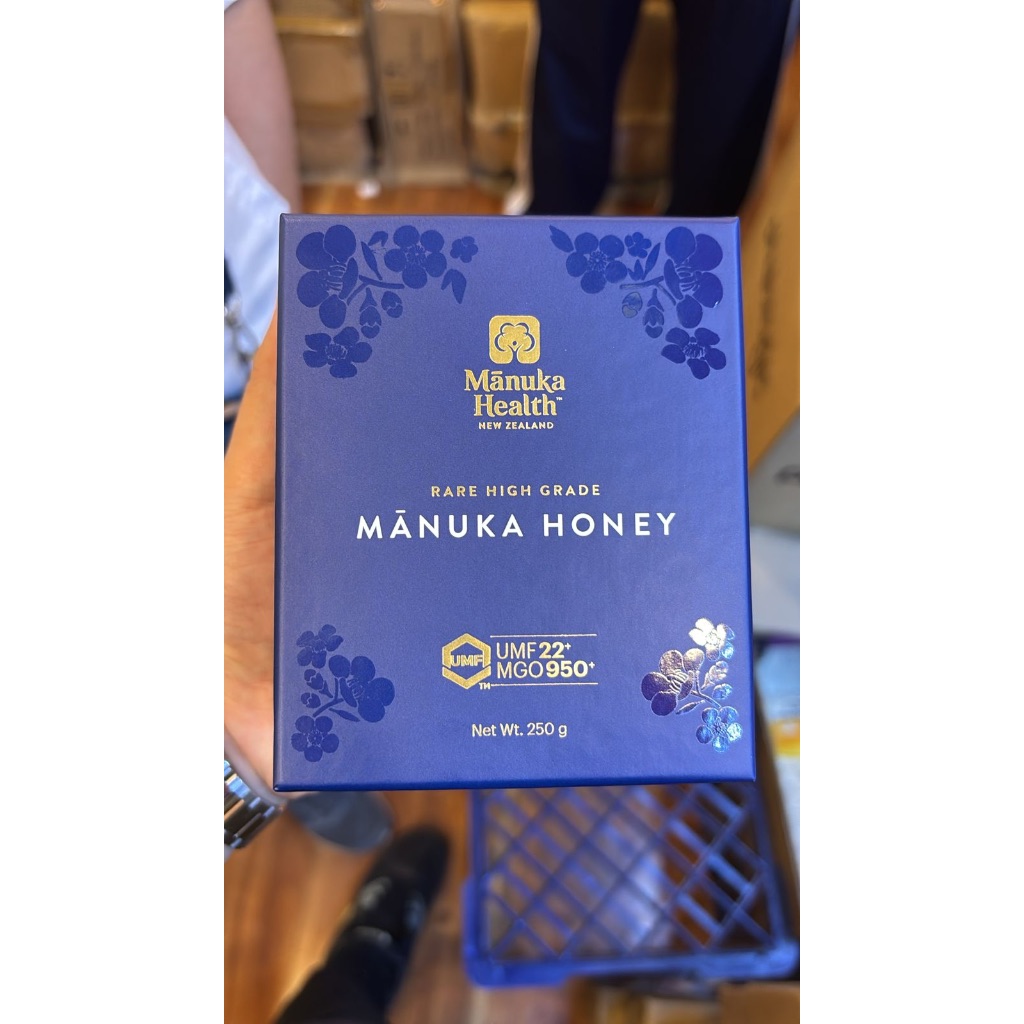 Mānuka
Health™
NEW ZEALAND
RARE HIGH GRADE
MĀNUKA HONEY
UMF
TM
UMF 22⁺
MGO 950⁺
Net Wt. 250 g